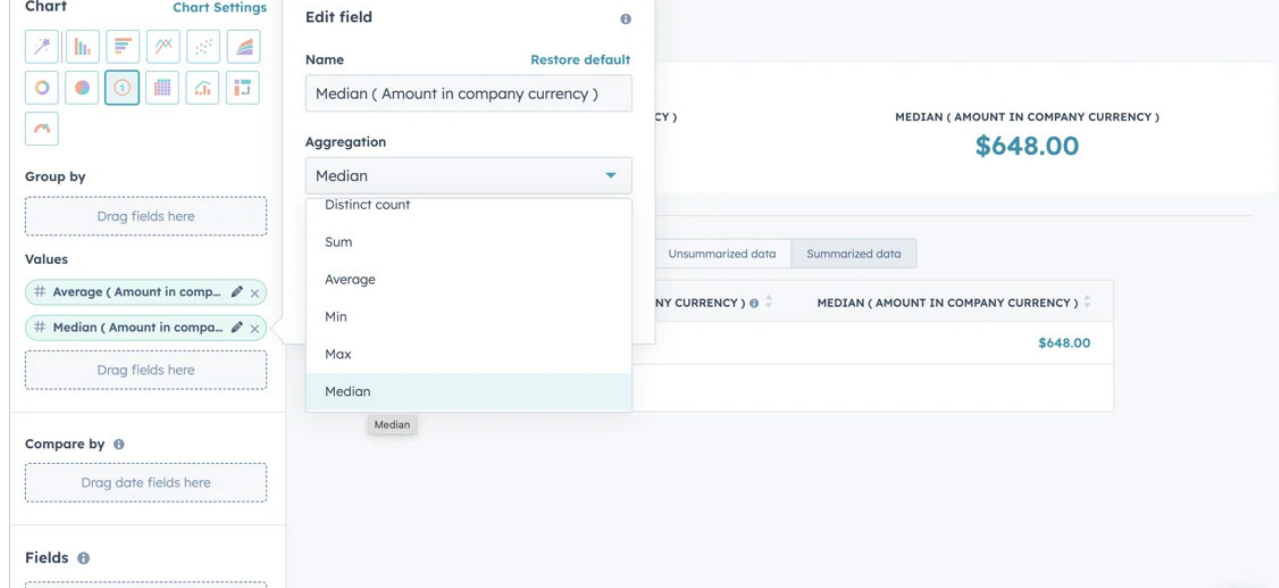 Chart
Chart Settings
Group by
Drag fields here
Values
# Average ( Amount in comp...
# Median ( Amount in compa...
Drag fields here
Compare by
Drag date fields here
Fields
Edit field
Name
Restore default
Median ( Amount in company currency )
Aggregation
Median
Distinct count
Sum
Average
Min
Max
Median
Median
CY )
MEDIAN ( AMOUNT IN COMPANY CURRENCY )
$648.00
Unsummarized data
Summarized data
NY CURRENCY )
MEDIAN ( AMOUNT IN COMPANY CURRENCY )
$648.00